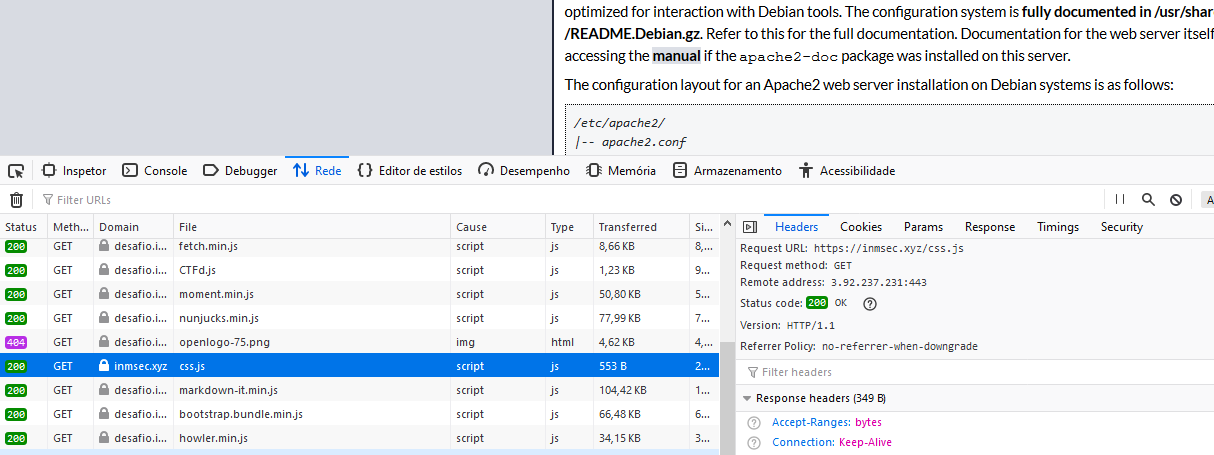 optimized for interaction with Debian tools. The configuration system is fully documented in /usr/shar
/README.Debian.gz. Refer to this for the full documentation. Documentation for the web server itself
accessing the manual if the apache2-doc package was installed on this server.
The configuration layout for an Apache2 web server installation on Debian systems is as follows:
/etc/apache2/
|-- apache2.conf
Inspetor Console Debugger Rede Editor de estilos Desempenho Memória Armazenamento Acessibilidade
Filter URLs
Status Meth... Domain File Cause Type Transferred Si...
200 GET desafio.i... fetch.min.js script js 8,66 KB 8,...
200 GET desafio.i... CTFd.js script js 1,23 KB 9...
200 GET desafio.i... moment.min.js script js 50,80 KB 5...
200 GET desafio.i... nunjucks.min.js script js 77,99 KB 7...
404 GET desafio.i... openlogo-75.png img html 4,62 KB 4,...
200 GET inmsec.xyz css.js script js 553 B 2...
200 GET desafio.i... markdown-it.min.js script js 104,42 KB 1...
200 GET desafio.i... bootstrap.bundle.min.js script js 66,48 KB 6...
200 GET desafio.i... howler.min.js script js 34,15 KB 3...
Headers Cookies Params Response Timings Security
Request URL: https://inmsec.xyz/css.js
Request method: GET
Remote address: 3.92.237.231:443
Status code: 200 OK ?
Version: HTTP/1.1
Referrer Policy: no-referrer-when-downgrade
Filter headers
Response headers (349 B)
? Accept-Ranges: bytes
? Connection: Keep-Alive